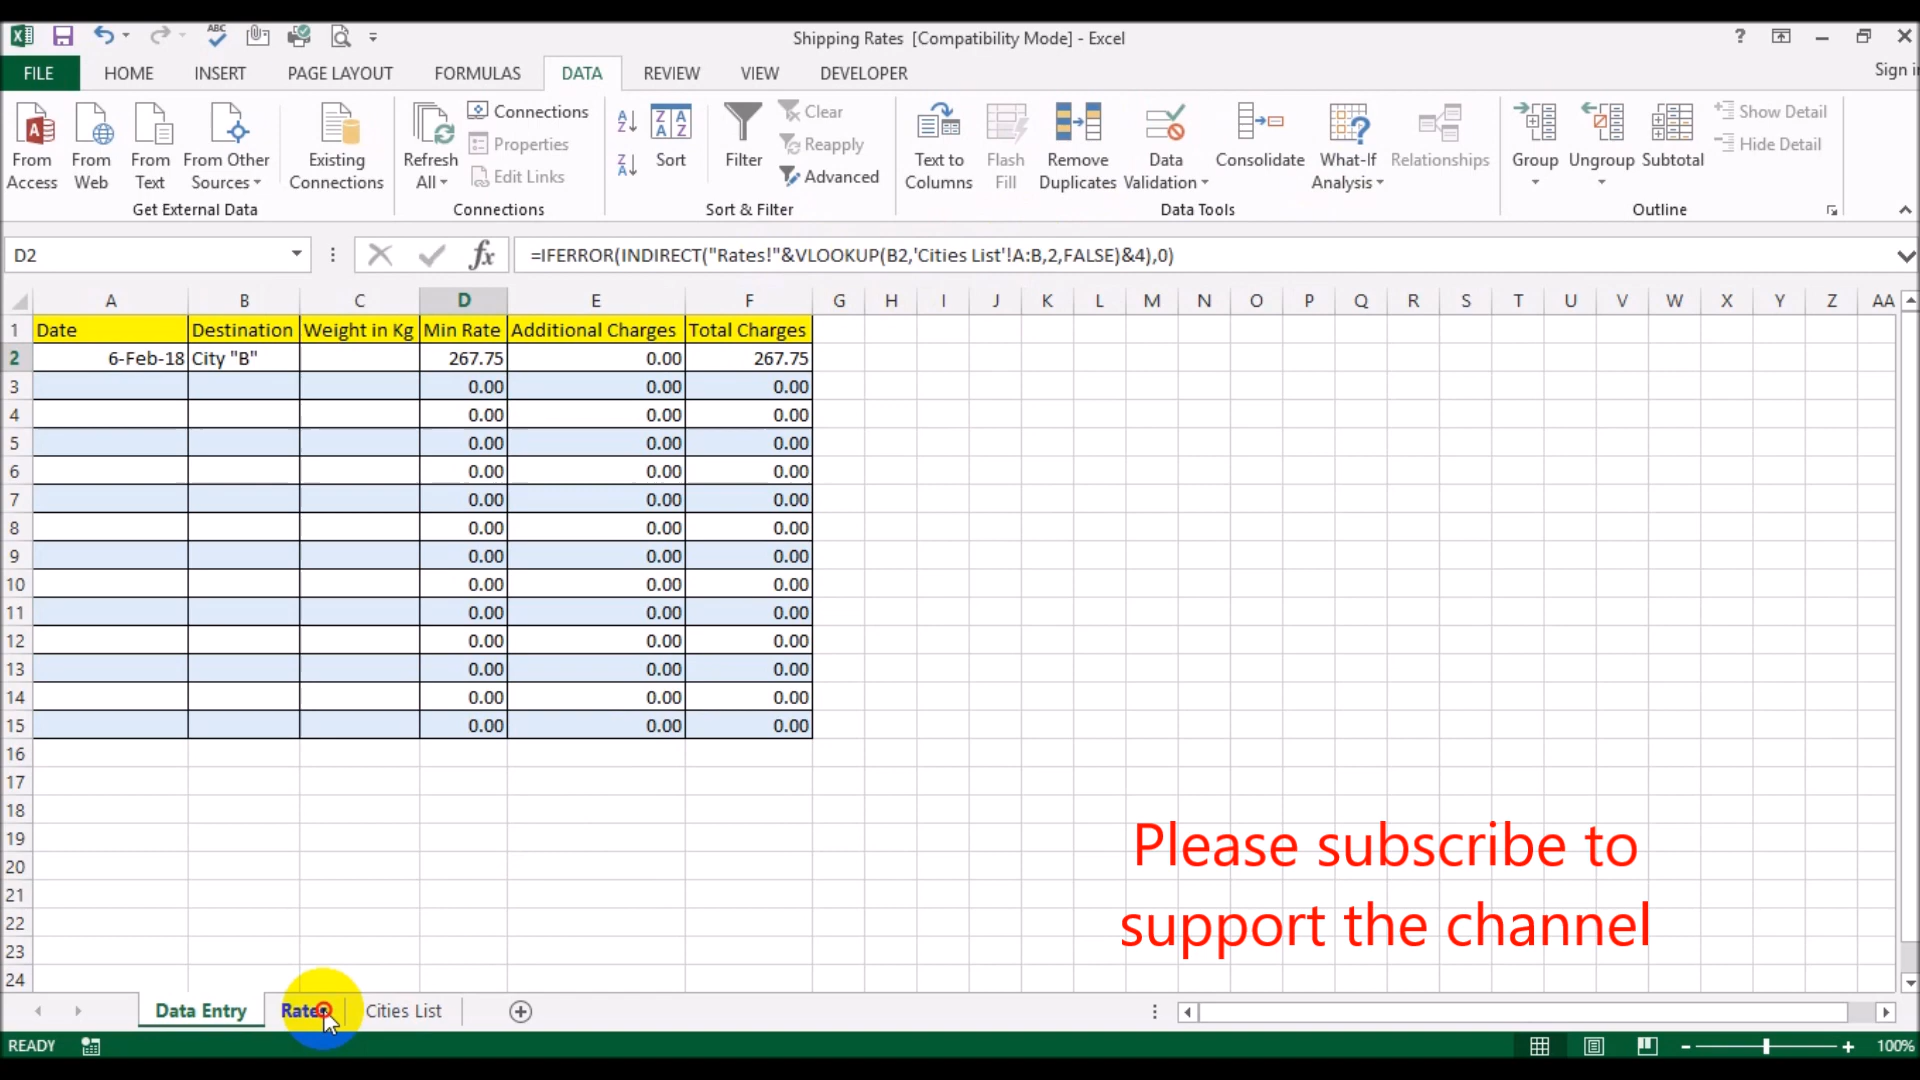 Shipping Rates [Compatibility Mode] - Excel
?
Sign i
FILE HOME INSERT PAGE LAYOUT FORMULAS DATA REVIEW VIEW DEVELOPER
From Access
From Web
From Text
From Other Sources
Existing Connections
Get External Data
Refresh All
Connections
Properties
Edit Links
Connections
Sort
Filter
Clear
Reapply
Advanced
Sort & Filter
Text to Columns
Flash Fill
Remove Duplicates
Data Validation
Consolidate
What-If Analysis
Relationships
Data Tools
Group
Ungroup
Subtotal
Show Detail
Hide Detail
Outline
D2 fx =IFERROR(INDIRECT("Rates!"&VLOOKUP(B2,'Cities List'!A:B,2,FALSE)&4),0)
A B C D E F G H I J K L M N O P Q R S T U V W X Y Z AA
1 Date Destination Weight in Kg Min Rate Additional Charges Total Charges
2 6-Feb-18 City "B" 267.75 0.00 267.75
3 0.00 0.00 0.00
4 0.00 0.00 0.00
5 0.00 0.00 0.00
6 0.00 0.00 0.00
7 0.00 0.00 0.00
8 0.00 0.00 0.00
9 0.00 0.00 0.00
10 0.00 0.00 0.00
11 0.00 0.00 0.00
12 0.00 0.00 0.00
13 0.00 0.00 0.00
14 0.00 0.00 0.00
15 0.00 0.00 0.00
16
17
18
19
20
21
22
23
24
Please subscribe to
support the channel
Data Entry Rates Cities List
READY 100%